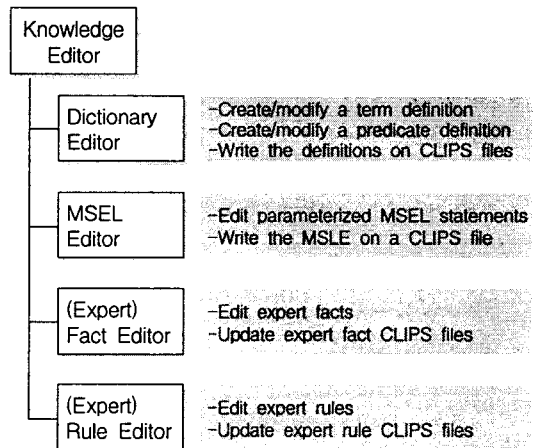 Knowledge
Editor
Dictionary
Editor
-Create/modify a term definition
-Create/modify a predicate definition
-Write the definitions on CLIPS files
MSEL
Editor
-Edit parameterized MSEL statements
-Write the MSLE on a CLIPS file .
(Expert)
Fact Editor
-Edit expert facts
-Update expert fact CLIPS files
(Expert)
Rule Editor
-Edit expert rules
-Update expert rule CLIPS files